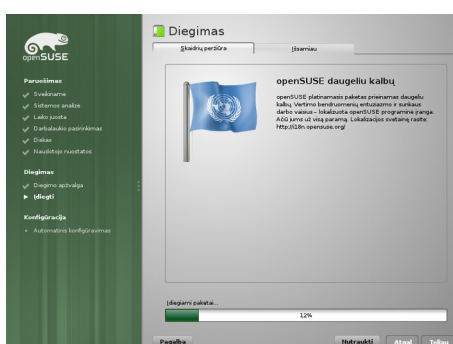 openSUSE
Paruošimas
Sveikiname
Sistemos analizė
Laiko juosta
Darbalaukio pasirinkimas
Diskas
Naudotojo nuostatos
Diegimas
Diegimo apžvalga
Įdiegti
Konfigūracija
Automatinis konfigūravimas
Diegimas
Skaidrių peržiūra
Išsamiau
openSUSE daugeliu kalbų
openSUSE platinamasis paketas prieinamas daugeliu
kalbų. Vertimo bendruomenių entuziazmo ir sunkaus
darbo vaisius – lokalizuota openSUSE programinė įranga.
Ačiū jums už visą paramą. Lokalizacijos svetainę rasite:
http://i18n.opensuse.org/
Įdiegiami paketai...
12%
Pagalba
Nutraukti
Atgal
Toliau